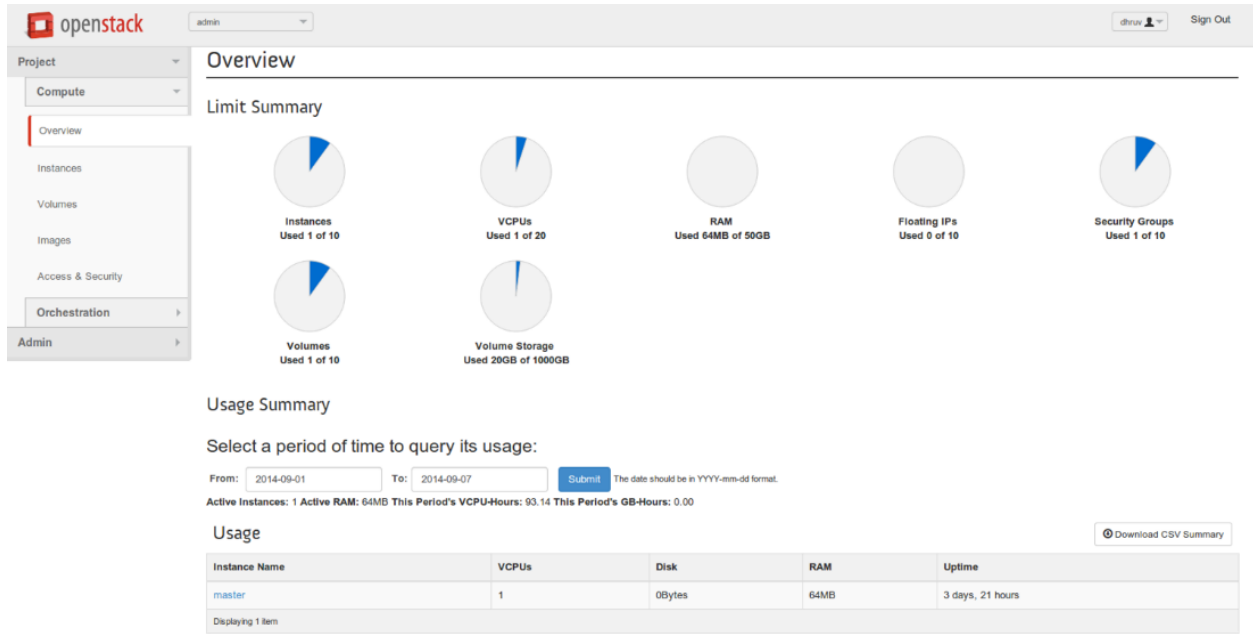 openstack admin dhruv Sign Out
Project
Compute
Overview
Instances
Volumes
Images
Access & Security
Orchestration
Admin
Overview
Limit Summary
Instances
Used 1 of 10
VCPUs
Used 1 of 20
RAM
Used 64MB of 50GB
Floating IPs
Used 0 of 10
Security Groups
Used 1 of 10
Volumes
Used 1 of 10
Volume Storage
Used 20GB of 1000GB
Usage Summary
Select a period of time to query its usage:
From: 2014-09-01 To: 2014-09-07 Submit The date should be in YYYY-mm-dd format.
Active Instances: 1 Active RAM: 64MB This Period's VCPU-Hours: 93.14 This Period's GB-Hours: 0.00
Usage Download CSV Summary
Instance Name VCPUs Disk RAM Uptime
master 1 0Bytes 64MB 3 days, 21 hours
Displaying 1 item